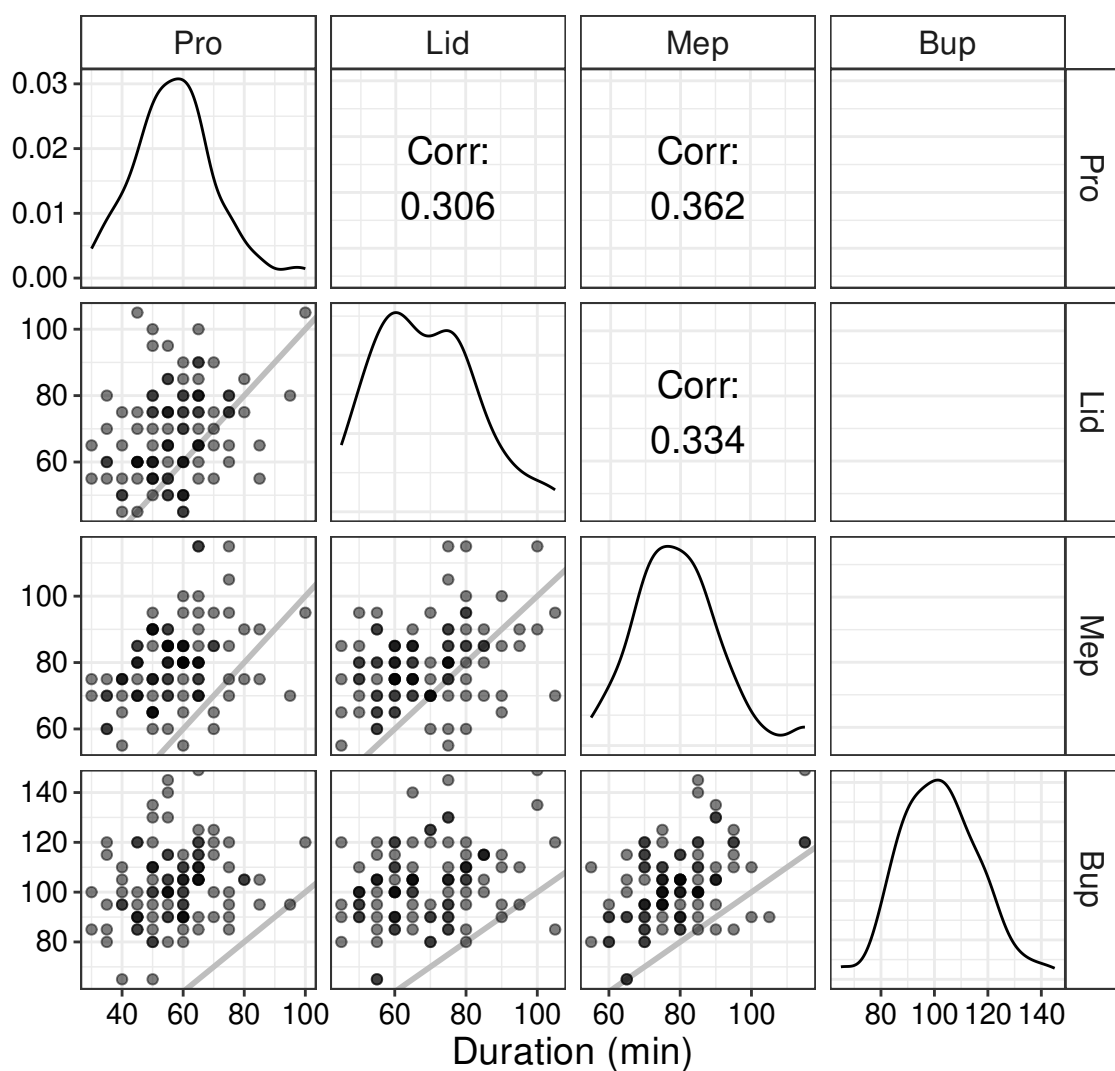 Pro Lid Mep Bup
0.03
0.02
0.01
0.00
Corr:
0.306
Corr:
0.362
Pro
100
80
60
Corr:
0.334
Lid
100
80
60
Mep
140
120
100
80
Bup
40 60 80 100 60 80 100 60 80 100 80 100 120 140
Duration (min)